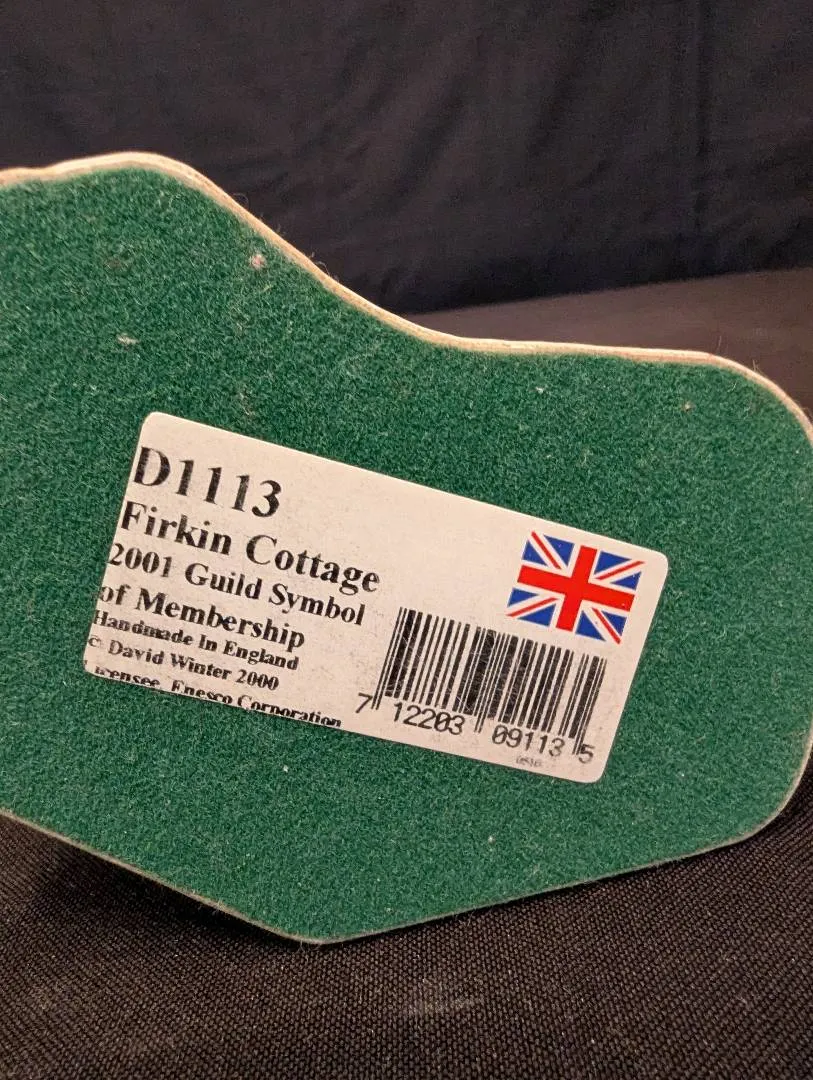 D1113
Firkin Cottage
2001 Guild Symbol
of Membership
Handmade In England
c David Winter 2000
Licensee, Enesco Corporation
7 12203 09113 5